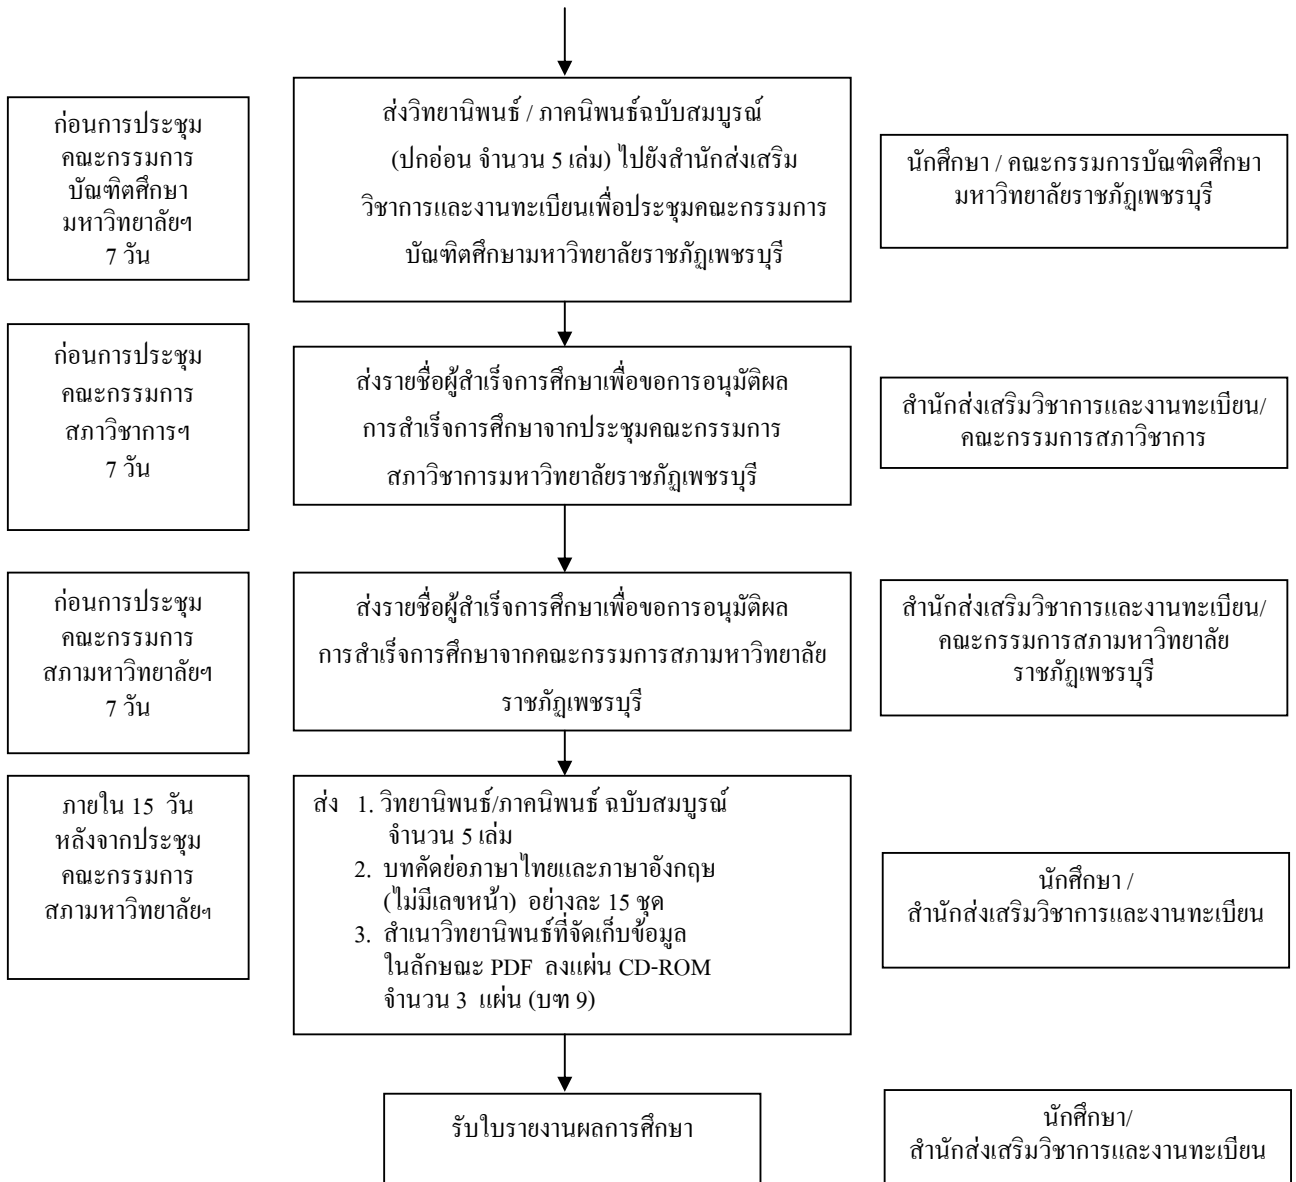 ก่อนการประชุม
คณะกรรมการ
บัณฑิตศึกษา
มหาวิทยาลัยฯ
7 วัน
ส่งวิทยานิพนธ์ / ภาคนิพนธ์ฉบับสมบูรณ์
(ปกอ่อน จำนวน 5 เล่ม) ไปยังสำนักส่งเสริม
วิชาการและงานทะเบียนเพื่อประชุมคณะกรรมการ
บัณฑิตศึกษามหาวิทยาลัยราชภัฏเพชรบุรี
นักศึกษา / คณะกรรมการบัณฑิตศึกษา
มหาวิทยาลัยราชภัฏเพชรบุรี
ก่อนการประชุม
คณะกรรมการ
สภาวิชาการฯ
7 วัน
ส่งรายชื่อผู้สำเร็จการศึกษาเพื่อขอการอนุมัติผล
การสำเร็จการศึกษาจากประชุมคณะกรรมการ
สภาวิชาการมหาวิทยาลัยราชภัฏเพชรบุรี
สำนักส่งเสริมวิชาการและงานทะเบียน/
คณะกรรมการสภาวิชาการ
ก่อนการประชุม
คณะกรรมการ
สภามหาวิทยาลัยฯ
7 วัน
ส่งรายชื่อผู้สำเร็จการศึกษาเพื่อขอการอนุมัติผล
การสำเร็จการศึกษาจากคณะกรรมการสภามหาวิทยาลัย
ราชภัฏเพชรบุรี
สำนักส่งเสริมวิชาการและงานทะเบียน/
คณะกรรมการสภามหาวิทยาลัย
ราชภัฏเพชรบุรี
ภายใน 15 วัน
หลังจากประชุม
คณะกรรมการ
สภามหาวิทยาลัยฯ
ส่ง 1. วิทยานิพนธ์/ภาคนิพนธ์ ฉบับสมบูรณ์
จำนวน 5 เล่ม
2. บทคัดย่อภาษาไทยและภาษาอังกฤษ
(ไม่มีเลขหน้า) อย่างละ 15 ชุด
3. สำเนาวิทยานิพนธ์ที่จัดเก็บข้อมูล
ในลักษณะ PDF ลงแผ่น CD-ROM
จำนวน 3 แผ่น (บฑ 9)
นักศึกษา /
สำนักส่งเสริมวิชาการและงานทะเบียน
รับใบรายงานผลการศึกษา
นักศึกษา/
สำนักส่งเสริมวิชาการและงานทะเบียน